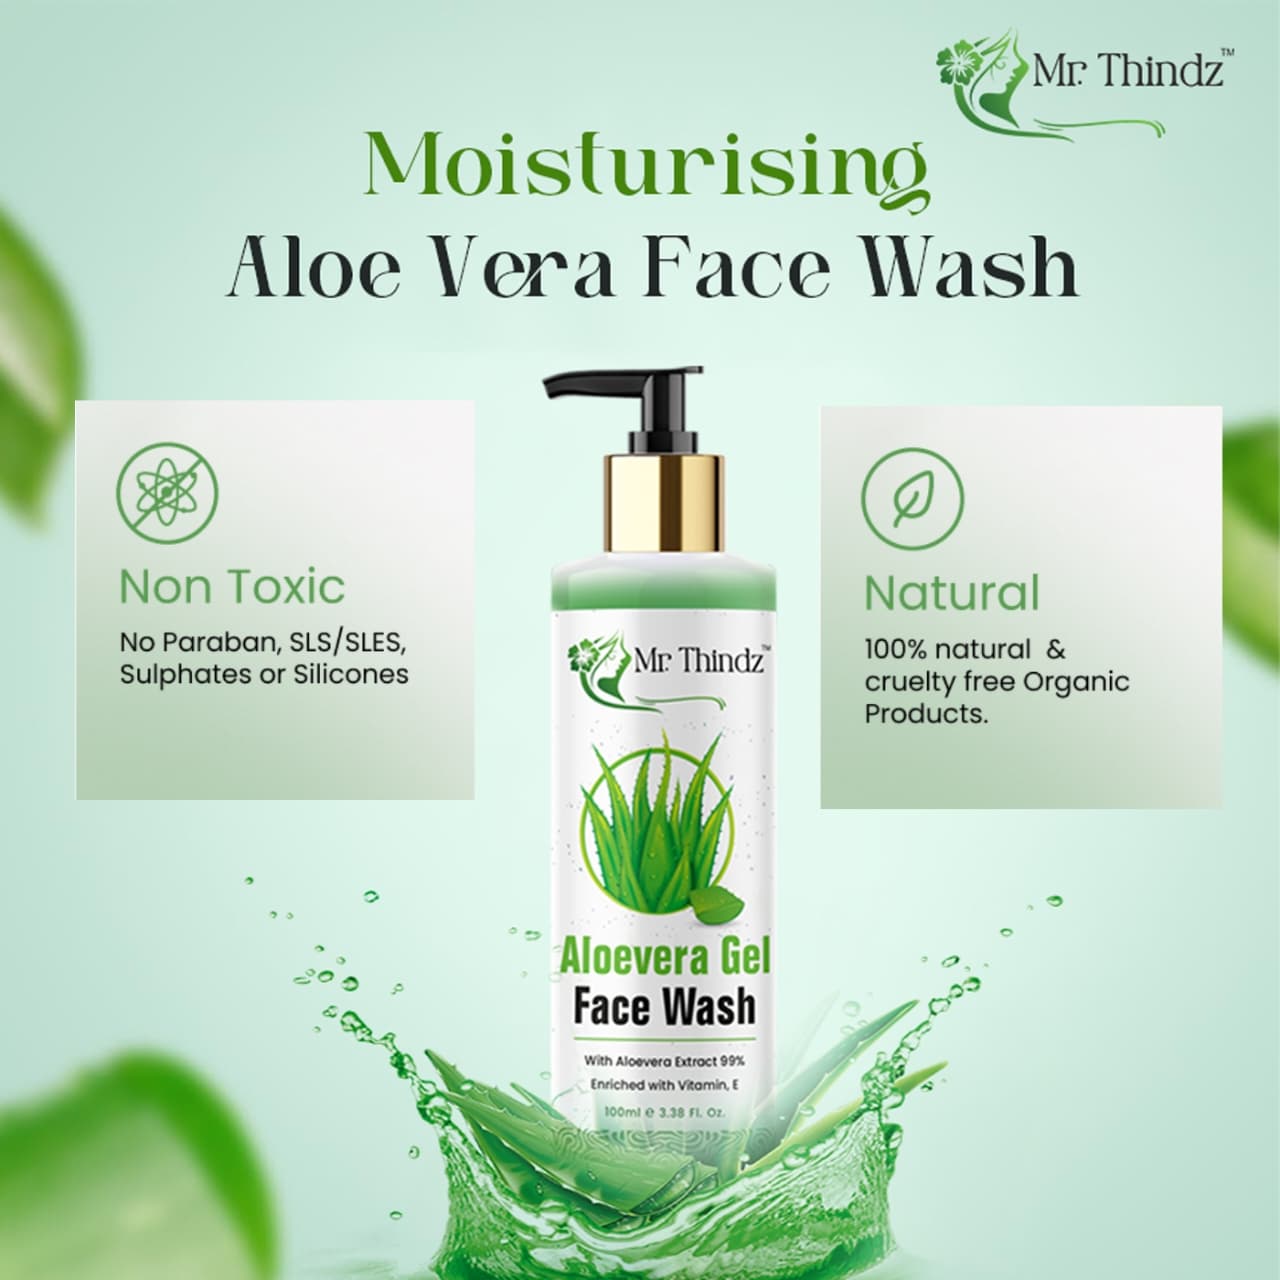 Mr. Thindz™
Moisturising
Aloe Vera Face Wash
Non Toxic
No Paraban, SLS/SLES,
Sulphates or Silicones
Natural
100% natural & 
cruelty free Organic
Products.
Mr. Thindz™
Aloevera Gel
Face Wash
With Aloevera Extract 99%
Enriched with Vitamin, E
100ml e 3.38 Fl. Oz.